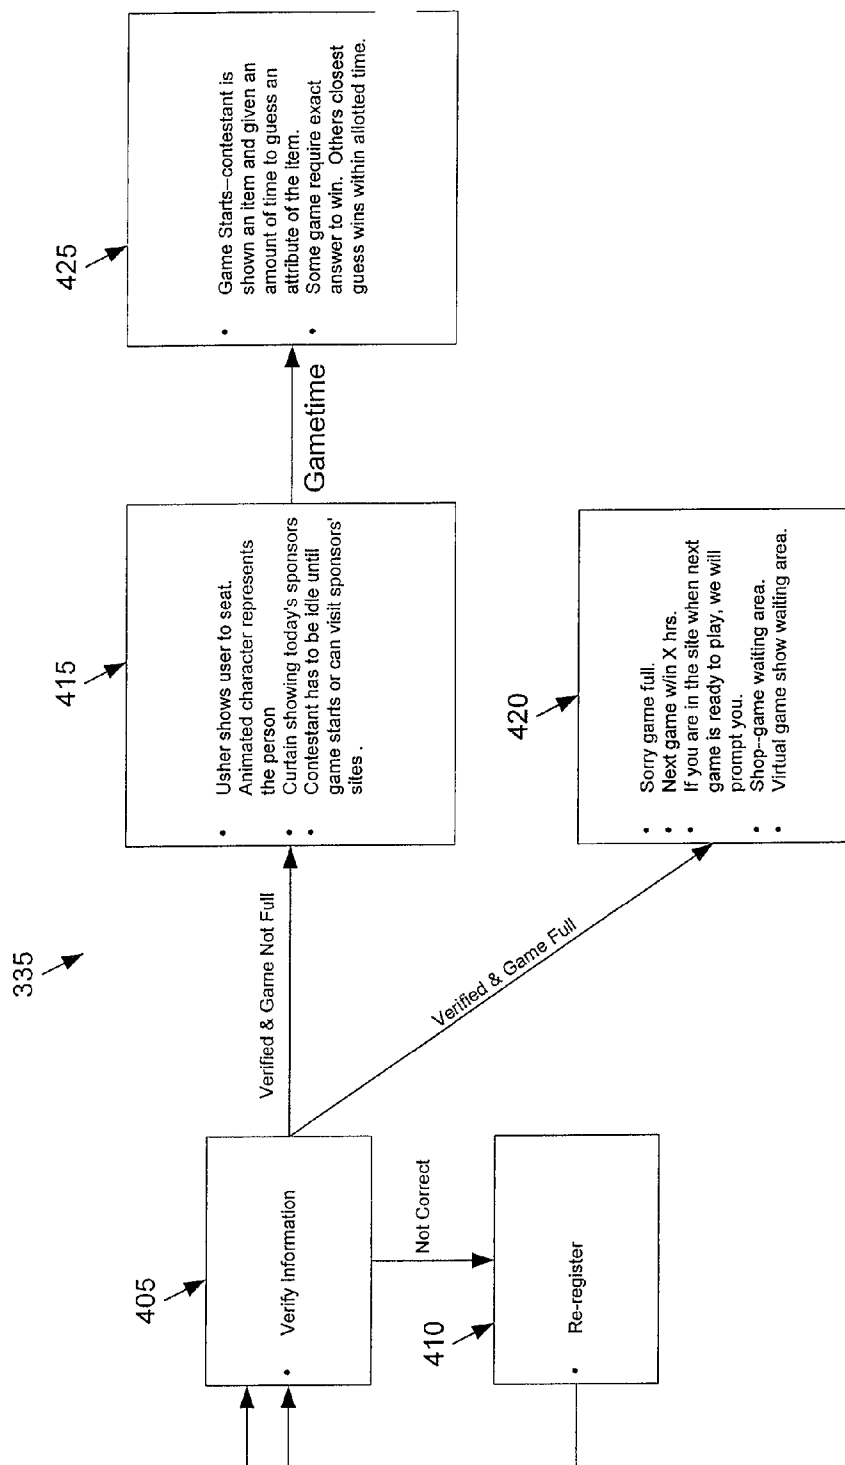 335
405
• Verify Information
Not Correct
410
• Re-register
Verified & Game Not Full
Verified & Game Full
415
• Usher shows user to seat.
Animated character represents
the person
• Curtain showing today's sponsors
• Contestant has to be idle until
game starts or can visit sponsors'
sites .
420
• Sorry game full.
• Next game w/in X hrs.
• If you are in the site when next
game is ready to play, we will
prompt you.
• Shop--game waiting area.
• Virtual game show waiting area.
Gametime
425
• Game Starts--contestant is
shown an item and given an
amount of time to guess an
attribute of the item.
• Some game require exact
answer to win. Others closest
guess wins within allotted time.